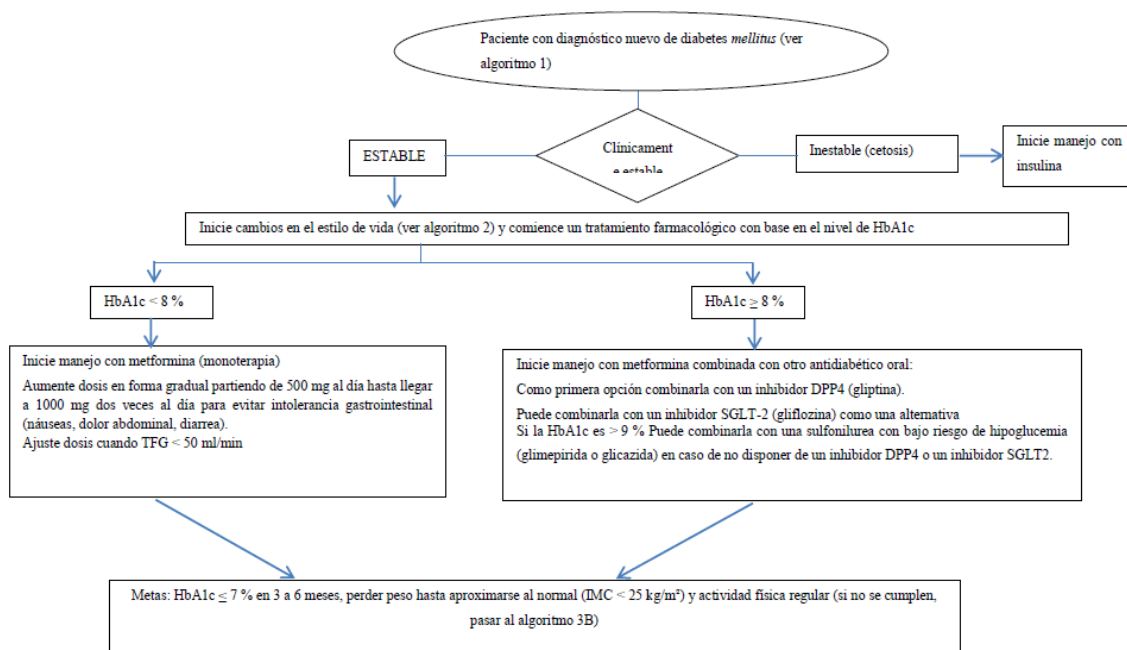 Paciente con diagnóstico nuevo de diabetes mellitus (ver
algoritmo 1)
Clínicament
e estable
ESTABLE
Inestable (cetosis)
Inicie manejo con
insulina
Inicie cambios en el estilo de vida (ver algoritmo 2) y comience un tratamiento farmacológico con base en el nivel de HbA1c
HbA1c < 8 %
HbA1c ≥ 8 %
Inicie manejo con metformina (monoterapia)
Aumente dosis en forma gradual partiendo de 500 mg al día hasta llegar
a 1000 mg dos veces al día para evitar intolerancia gastrointestinal
(náuseas, dolor abdominal, diarrea).
Ajuste dosis cuando TFG < 50 ml/min
Inicie manejo con metformina combinada con otro antidiabético oral:
Como primera opción combinarla con un inhibidor DPP4 (gliptina).
Puede combinarla con un inhibidor SGLT-2 (gliflozina) como una alternativa
Si la HbA1c es > 9 % Puede combinarla con una sulfonilurea con bajo riesgo de hipoglucemia
(glimepirida o glicazida) en caso de no disponer de un inhibidor DPP4 o un inhibidor SGLT2.
Metas: HbA1c ≤ 7 % en 3 a 6 meses, perder peso hasta aproximarse al normal (IMC < 25 kg/m²) y actividad física regular (si no se cumplen,
pasar al algoritmo 3B)